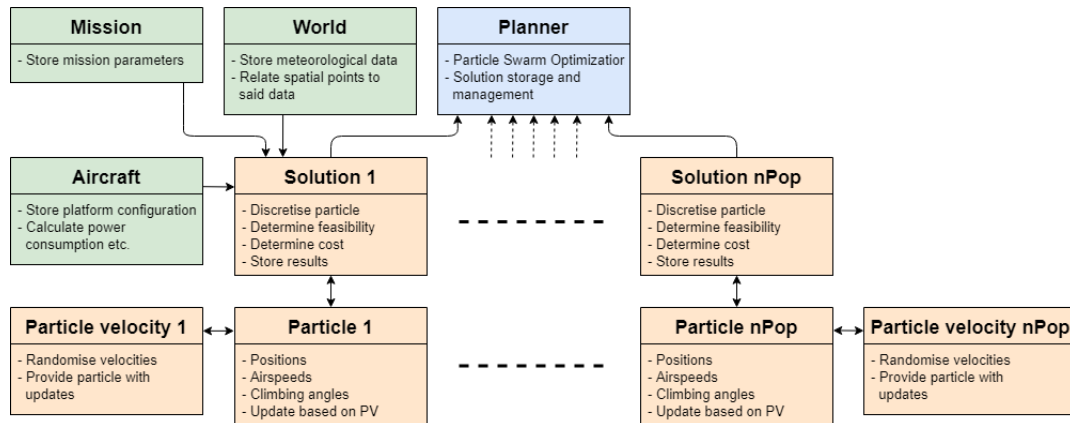 Mission
- Store mission parameters
World
- Store meteorological data
- Relate spatial points to
said data
Planner
- Particle Swarm Optimizatior
- Solution storage and
management
Aircraft
- Store platform configuration
- Calculate power
consumption etc.
Solution 1
- Discretise particle
- Determine feasibility
- Determine cost
- Store results
Solution nPop
- Discretise particle
- Determine feasibility
- Determine cost
- Store results
Particle velocity 1
- Randomise velocities
- Provide particle with
updates
Particle 1
- Positions
- Airspeeds
- Climbing angles
- Update based on PV
Particle nPop
- Positions
- Airspeeds
- Climbing angles
- Update based on PV
Particle velocity nPop
- Randomise velocities
- Provide particle with
updates